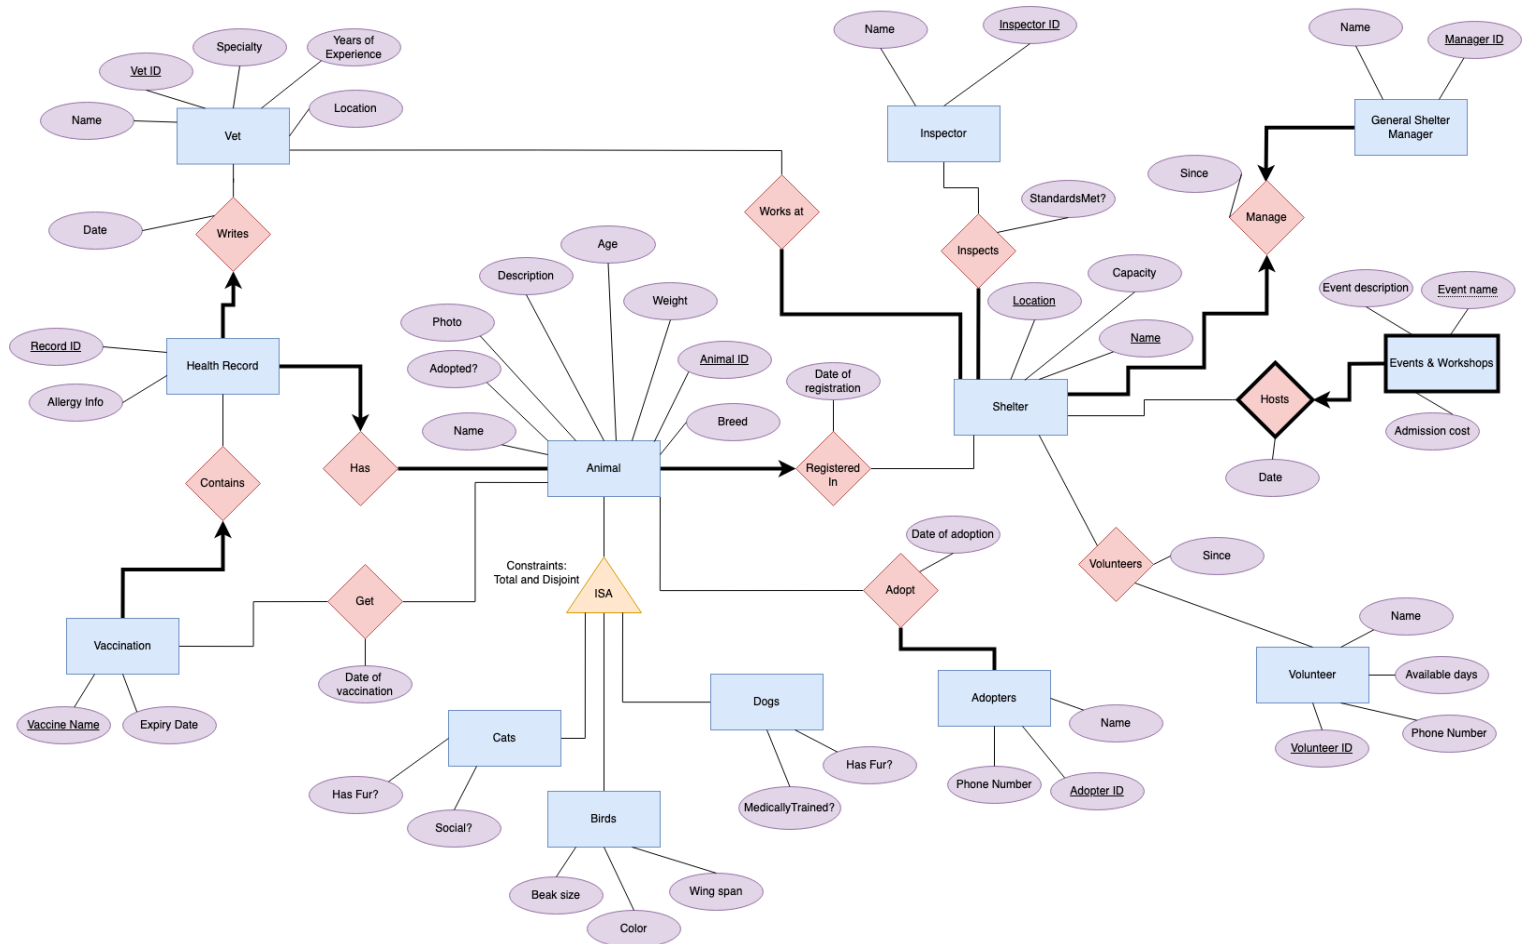 Name
Inspector ID
Name
Manager ID
Specialty
Years of
Experience
Vet ID
Location
Name
Vet
Inspector
General Shelter
Manager
Since
StandardsMet?
Works at
Manage
Date
Writes
Inspects
Age
Description
Capacity
Weight
Location
Event description
Event name
Photo
Name
Record ID
Health Record
Adopted?
Animal ID
Events & Workshops
Date of
registration
Allergy Info
Shelter
Hosts
Name
Breed
Admission cost
Has
Animal
Registered
In
Date
Contains
Date of adoption
Volunteers
Since
Constraints:
Total and Disjoint
ISA
Adopt
Get
Name
Vaccination
Date of
vaccination
Volunteer
Available days
Vaccine Name
Expiry Date
Dogs
Adopters
Name
Phone Number
Volunteer ID
Cats
Has Fur?
Has Fur?
Phone Number
Adopter ID
MedicallyTrained?
Social?
Birds
Beak size
Wing span
Color